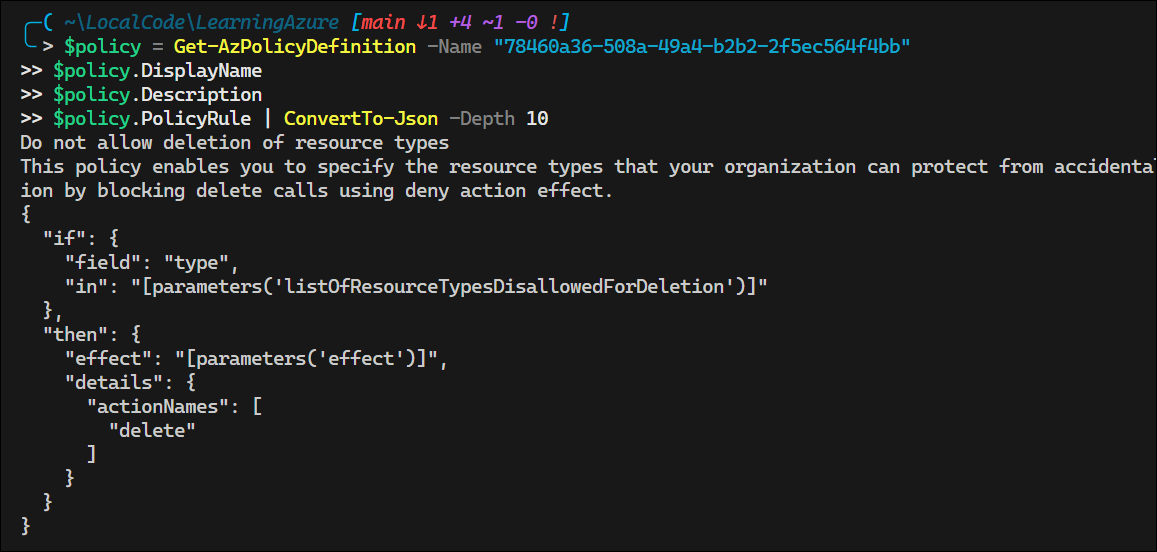 ( ~\LocalCode\LearningAzure [main ↓1 +4 ~1 -0 !]
> $policy = Get-AzPolicyDefinition -Name "78460a36-508a-49a4-b2b2-2f5ec564f4bb"
>> $policy.DisplayName
>> $policy.Description
>> $policy.PolicyRule | ConvertTo-Json -Depth 10
Do not allow deletion of resource types
This policy enables you to specify the resource types that your organization can protect from accidental
ion by blocking delete calls using deny action effect.
{
  "if": {
    "field": "type",
    "in": "[parameters('listOfResourceTypesDisallowedForDeletion')]"
  },
  "then": {
    "effect": "[parameters('effect')]",
    "details": {
      "actionNames": [
        "delete"
      ]
    }
  }
}